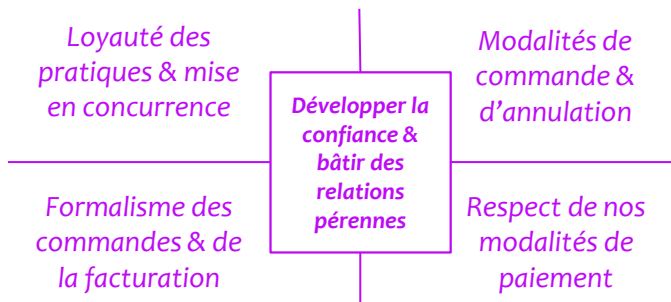 Loyauté des
pratiques & mise
en concurrence
Modalités de
commande &
d'annulation
Développer la
confiance &
bâtir des
relations
pérennes
Formalisme des
commandes & de
la facturation
Respect de nos
modalités de
paiement